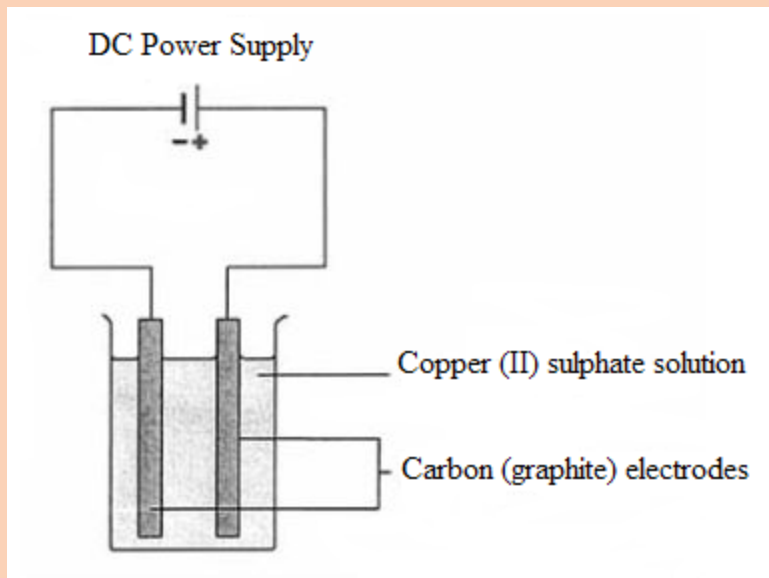 DC Power Supply
- +
Copper (II) sulphate solution
Carbon (graphite) electrodes